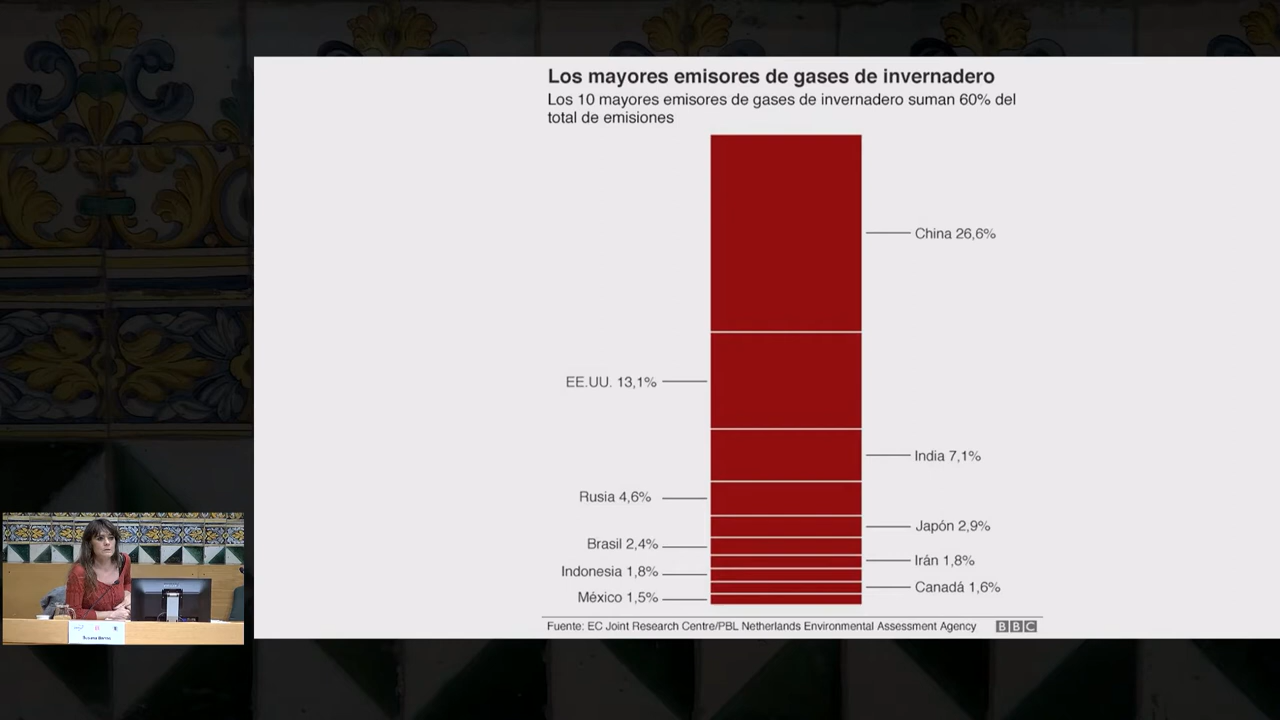 Los mayores emisores de gases de invernadero
Los 10 mayores emisores de gases de invernadero suman 60% del
total de emisiones
China 26,6%
EE.UU. 13,1%
India 7,1%
Rusia 4,6%
Japón 2,9%
Brasil 2,4%
Irán 1,8%
Indonesia 1,8%
Canadá 1,6%
México 1,5%
Fuente: EC Joint Research Centre/PBL Netherlands Environmental Assessment Agency
BBC